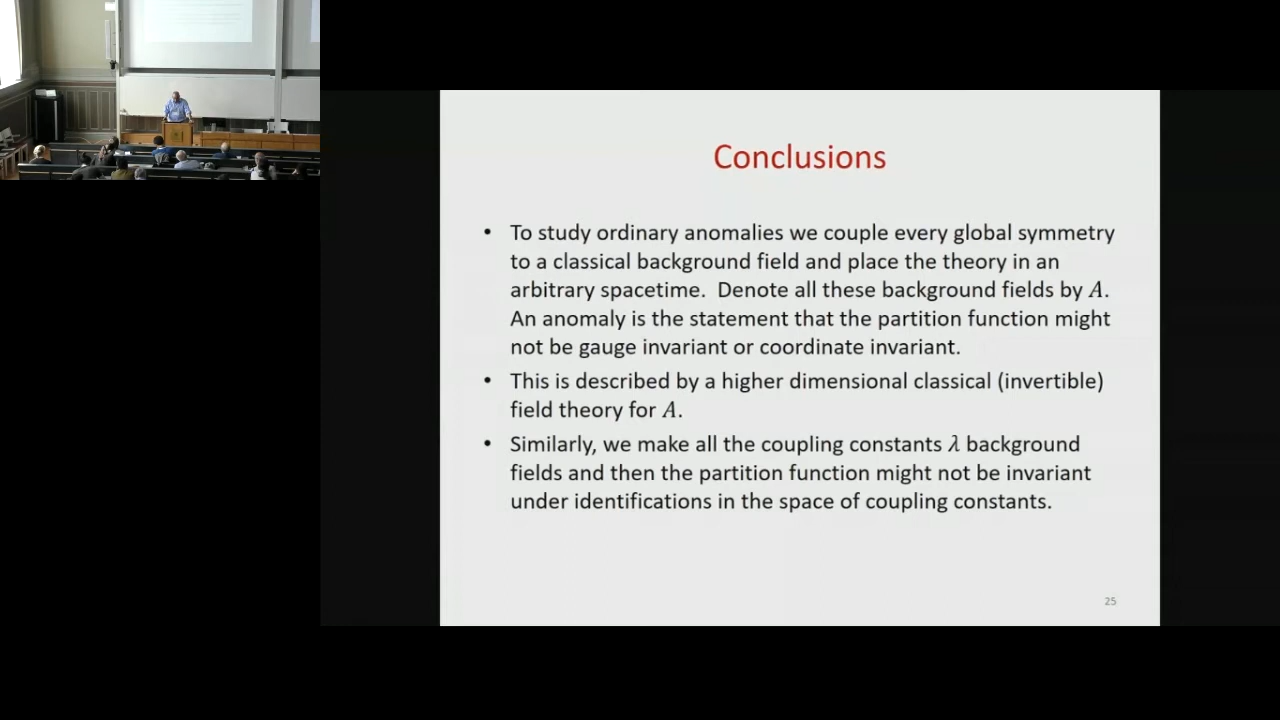 Conclusions
• To study ordinary anomalies we couple every global symmetry
to a classical background field and place the theory in an
arbitrary spacetime. Denote all these background fields by A.
An anomaly is the statement that the partition function might
not be gauge invariant or coordinate invariant.
• This is described by a higher dimensional classical (invertible)
field theory for A.
• Similarly, we make all the coupling constants λ background
fields and then the partition function might not be invariant
under identifications in the space of coupling constants.
25